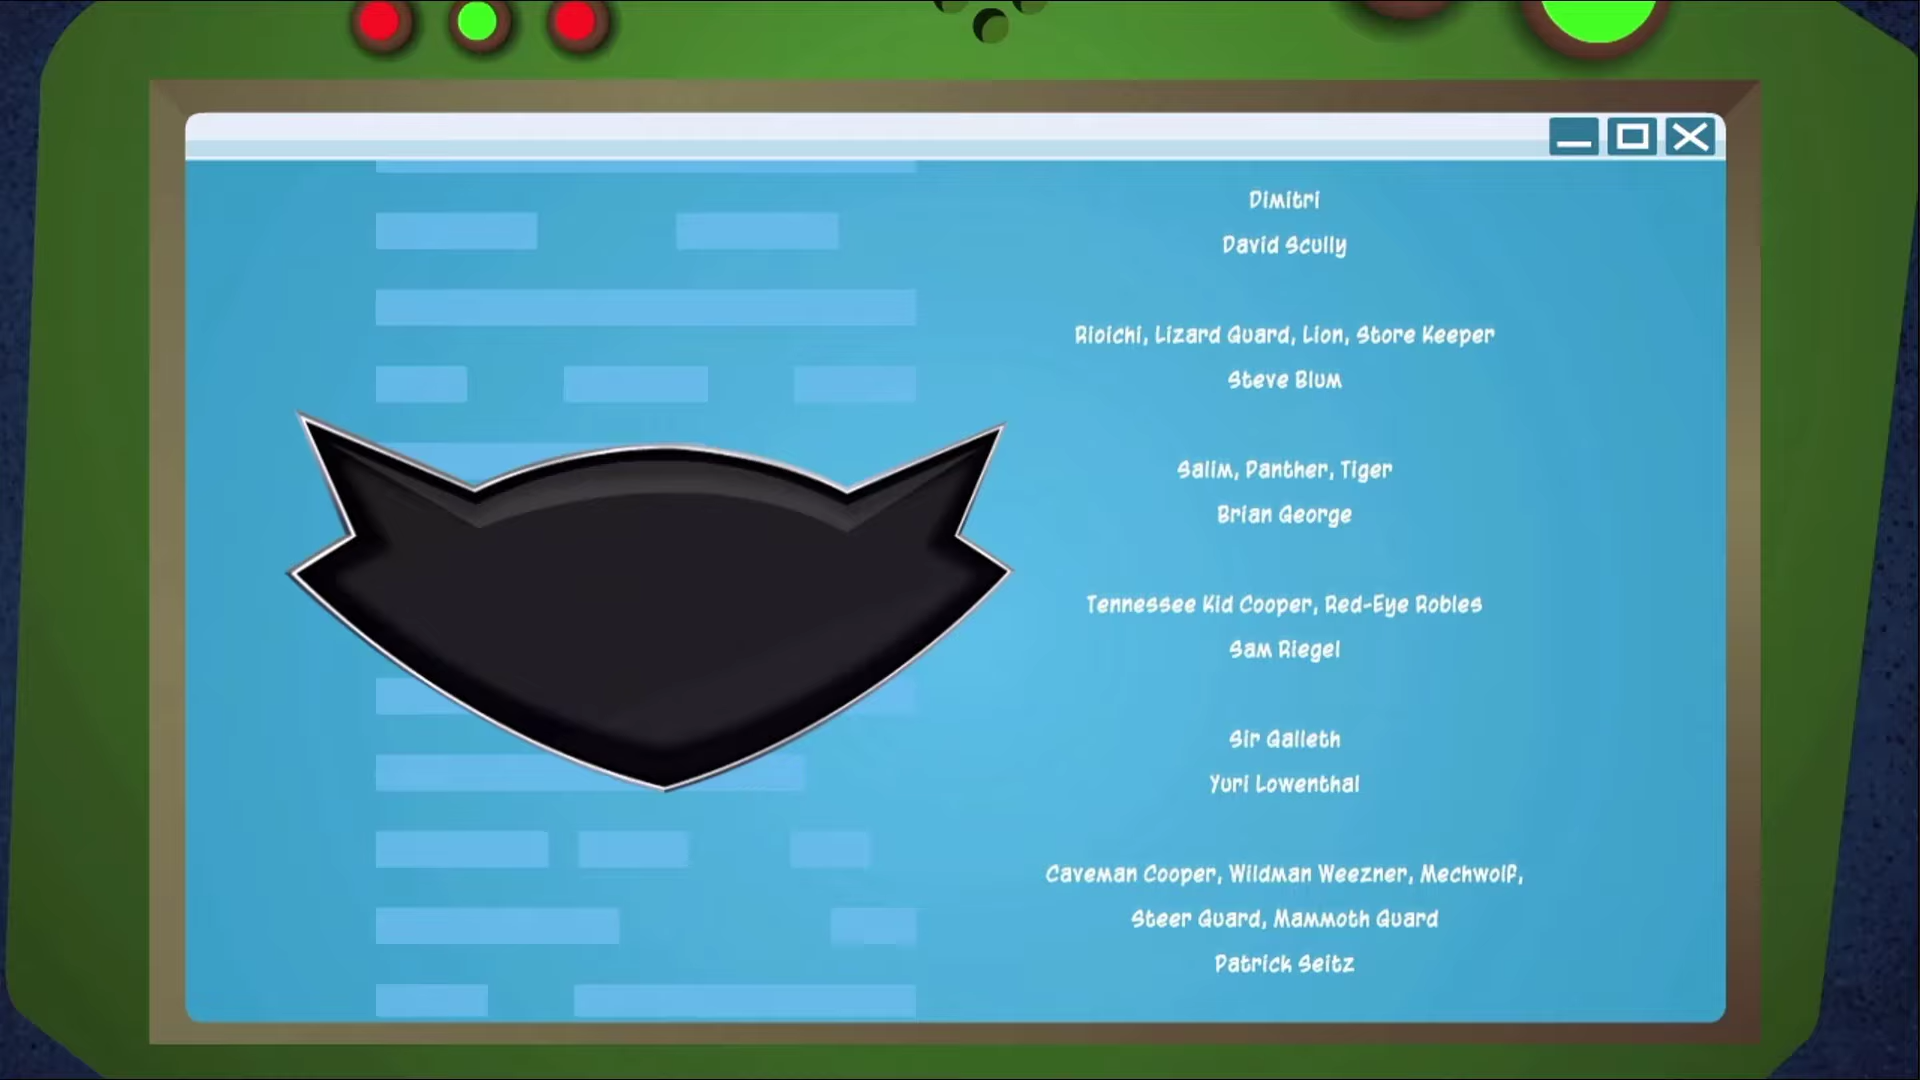 Dimitri
David Scully
Rioichi, Lizard Guard, Lion, Store Keeper
Steve Blum
Salim, Panther, Tiger
Brian George
Tennessee Kid Cooper, Red-Eye Robles
Sam Riegel
Sir Galleth
Yuri Lowenthal
Caveman Cooper, Wildman Weezner, Mechwolf,
Steer Guard, Mammoth Guard
Patrick Seitz